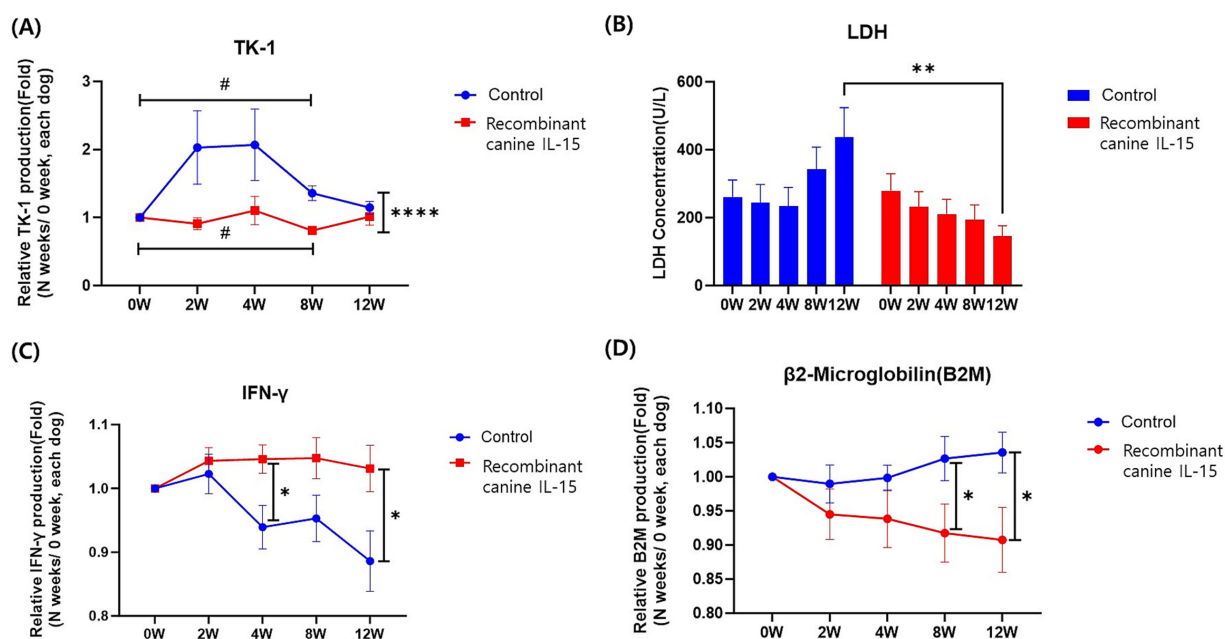 (A)
TK-1
Relative TK-1 production(Fold)
(N weeks/ 0 week, each dog)
3
2
1
0
#
#
****
0W 2W 4W 8W 12W
Control
Recombinant
canine IL-15
(B)
LDH
LDH Concentration(U/L)
600
400
200
0
**
0W 2W 4W 8W12W 0W 2W 4W 8W 12W
Control
Recombinant
canine IL-15
(C)
IFN-γ
Relative IFN-γ production(Fold)
(N weeks/ 0 week, each dog)
1.1
1.0
0.9
0.8
*
*
0W 2W 4W 8W 12W
Control
Recombinant
canine IL-15
(D)
β2-Microglobilin(B2M)
Relative B2M production(Fold)
(N weeks/ 0 week, each dog)
1.10
1.05
1.00
0.95
0.90
0.85
0.80
*
*
0W 2W 4W 8W 12W
Control
Recombinant
canine IL-15